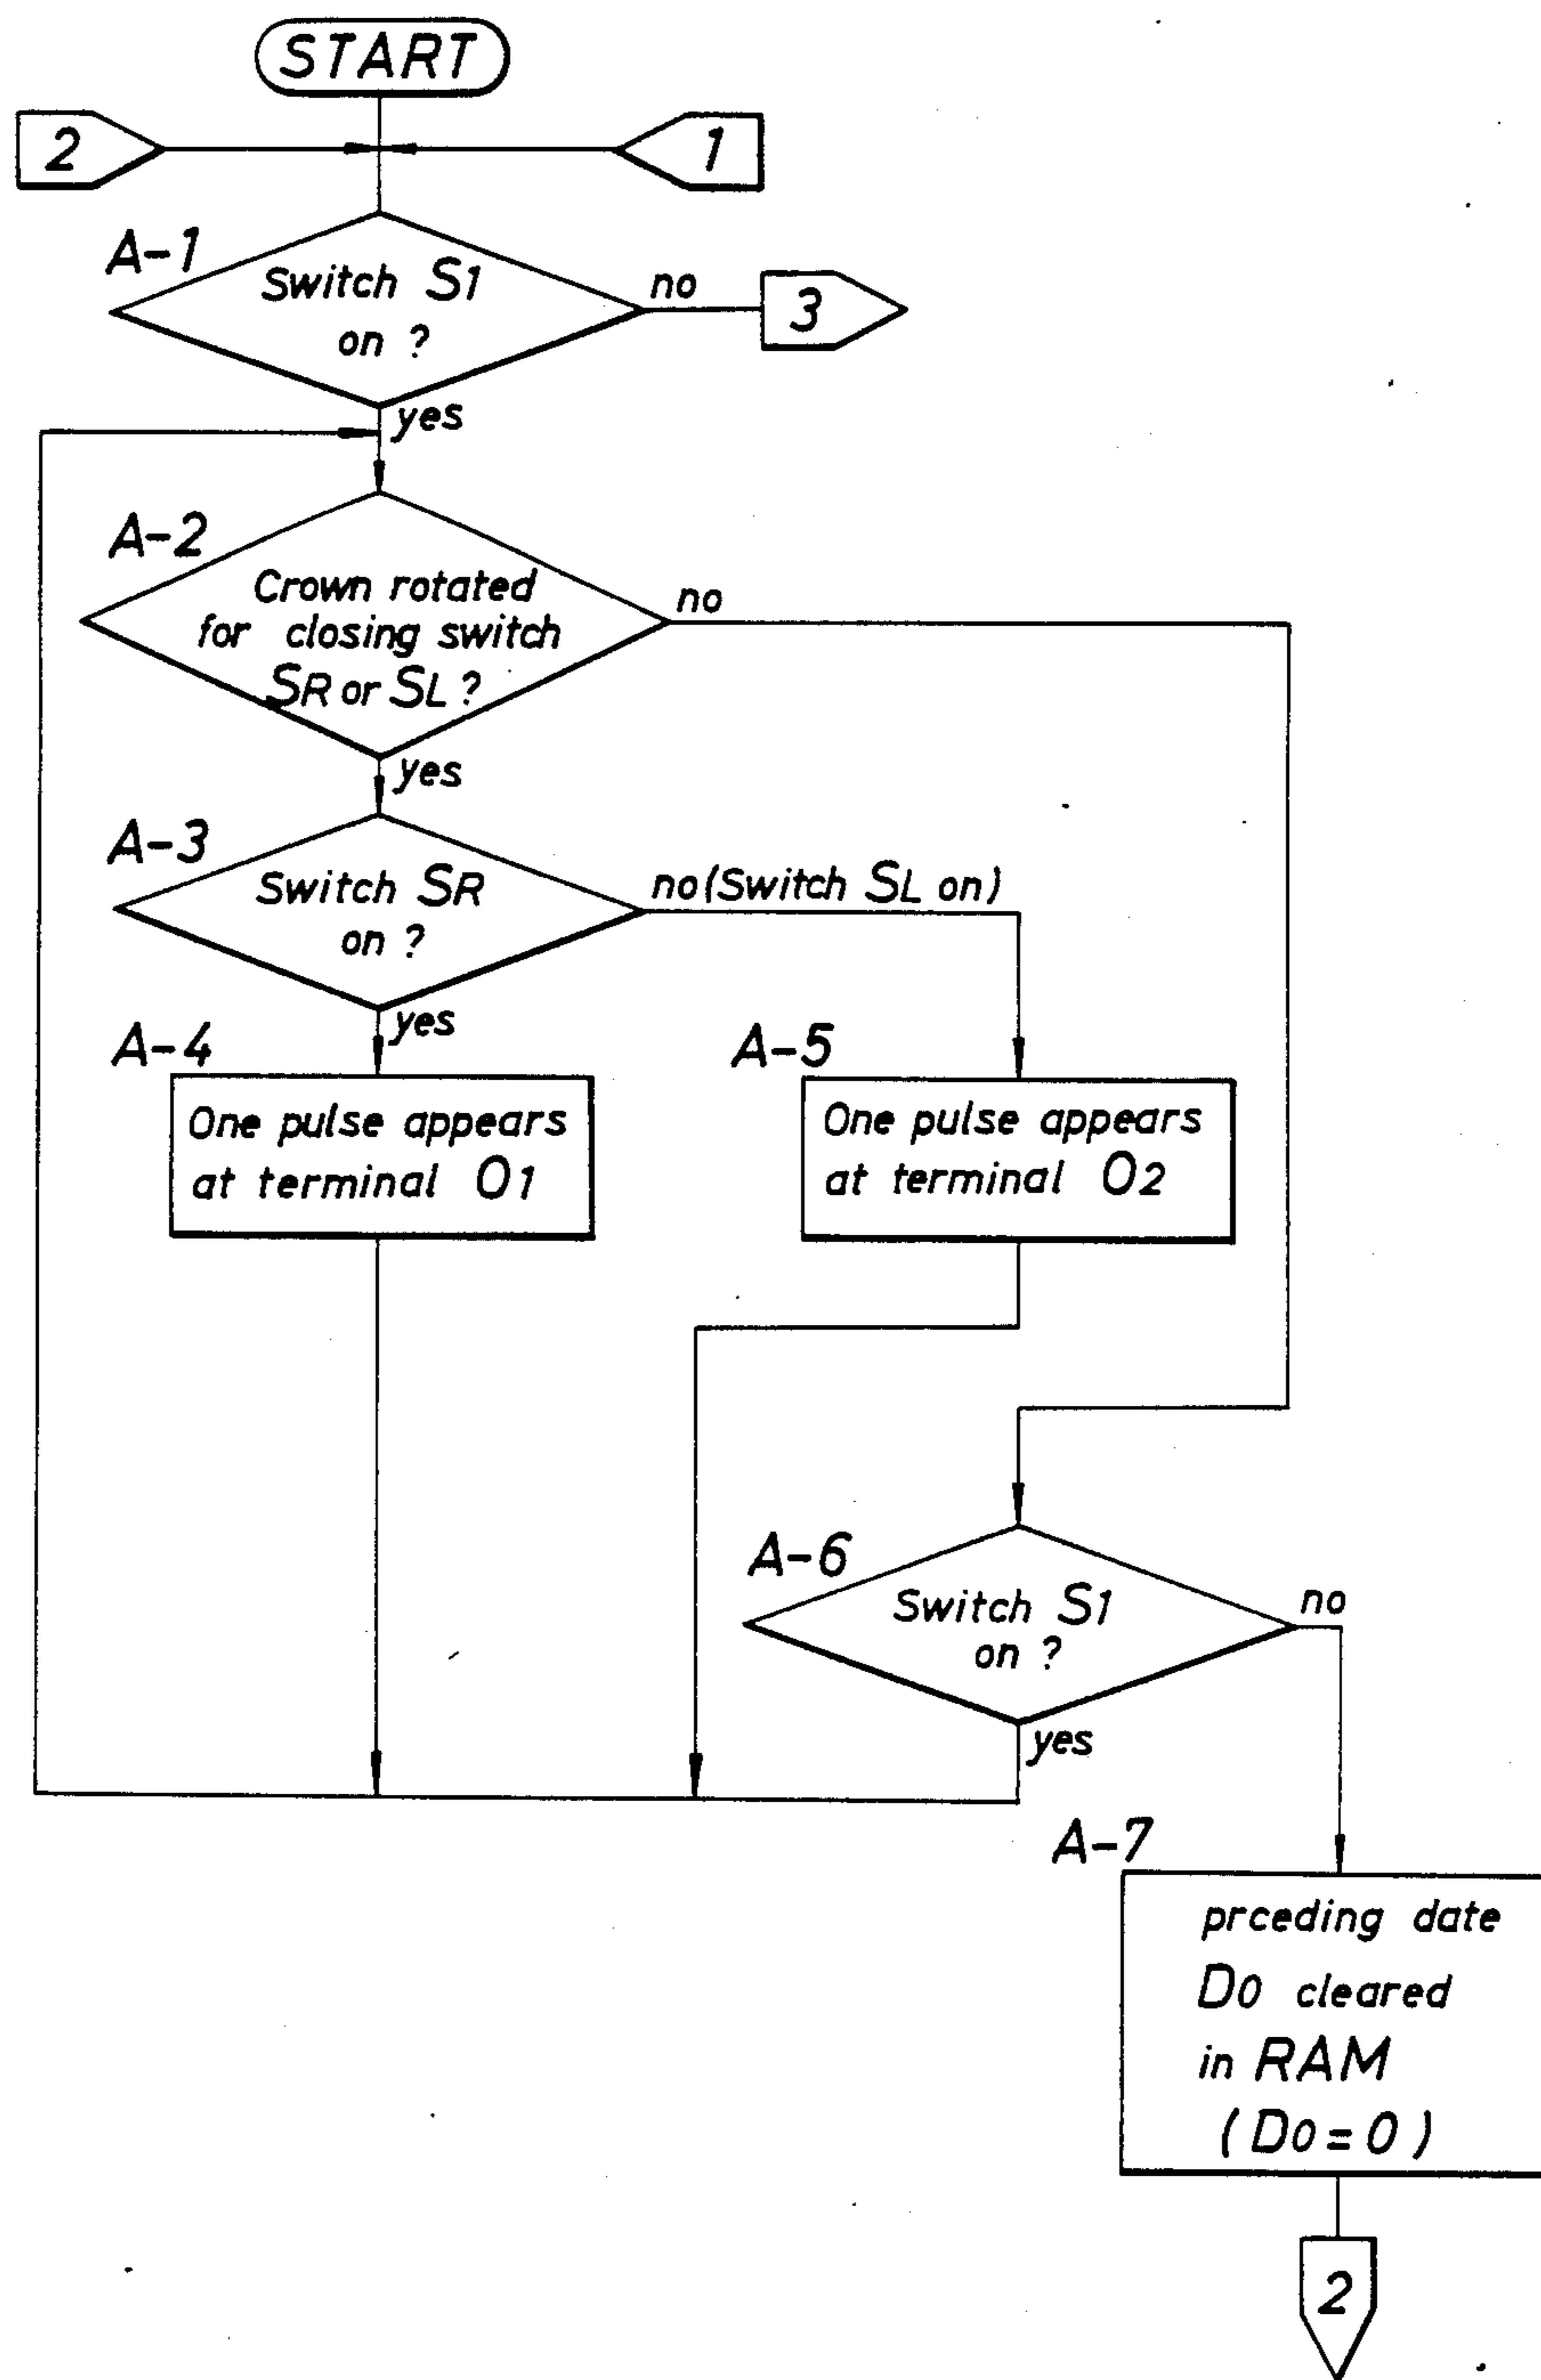 START
2
1
A-1
Switch S1
on ?
no
3
yes
A-2
Crown rotated
for closing switch
SR or SL ?
no
yes
A-3
Switch SR
on ?
no (Switch SL on)
yes
A-4
One pulse appears
at terminal O1
A-5
One pulse appears
at terminal O2
A-6
Switch S1
on ?
no
yes
A-7
prceding date
D0 cleared
in RAM
( D0 = 0 )
2